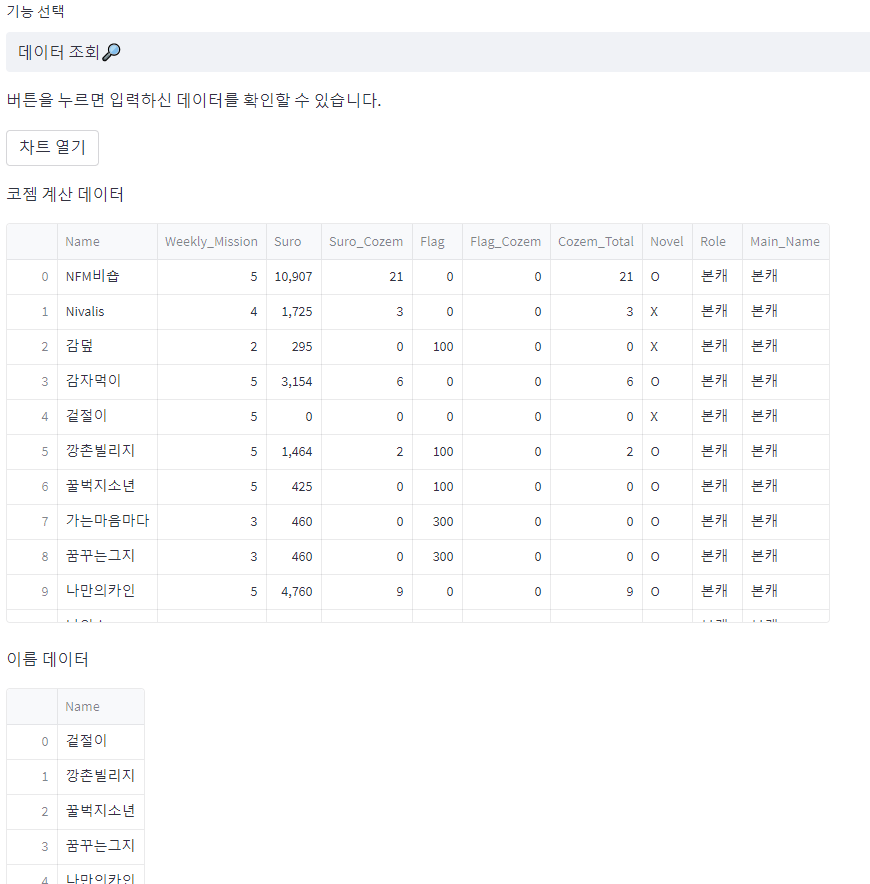 기능 선택
데이터 조회🔎
버튼을 누르면 입력하신 데이터를 확인할 수 있습니다.
차트 열기
코젬 계산 데이터
Name Weekly_Mission Suro Suro_Cozem Flag Flag_Cozem Cozem_Total Novel Role Main_Name
0 NFM비숍 5 10,907 21 0 0 21 O 본캐 본캐
1 Nivalis 4 1,725 3 0 0 3 X 본캐 본캐
2 감덮 2 295 0 100 0 0 X 본캐 본캐
3 감자먹이 5 3,154 6 0 0 6 O 본캐 본캐
4 겉절이 5 0 0 0 0 0 X 본캐 본캐
5 깡촌빌리지 5 1,464 2 100 0 2 O 본캐 본캐
6 꿀벅지소년 5 425 0 100 0 0 O 본캐 본캐
7 가는마음마다 3 460 0 300 0 0 O 본캐 본캐
8 꿈꾸는그지 3 460 0 300 0 0 O 본캐 본캐
9 나만의카인 5 4,760 9 0 0 9 O 본캐 본캐
이름 데이터
Name
0 겉절이
1 깡촌빌리지
2 꿀벅지소년
3 꿈꾸는그지
4 나만의카인